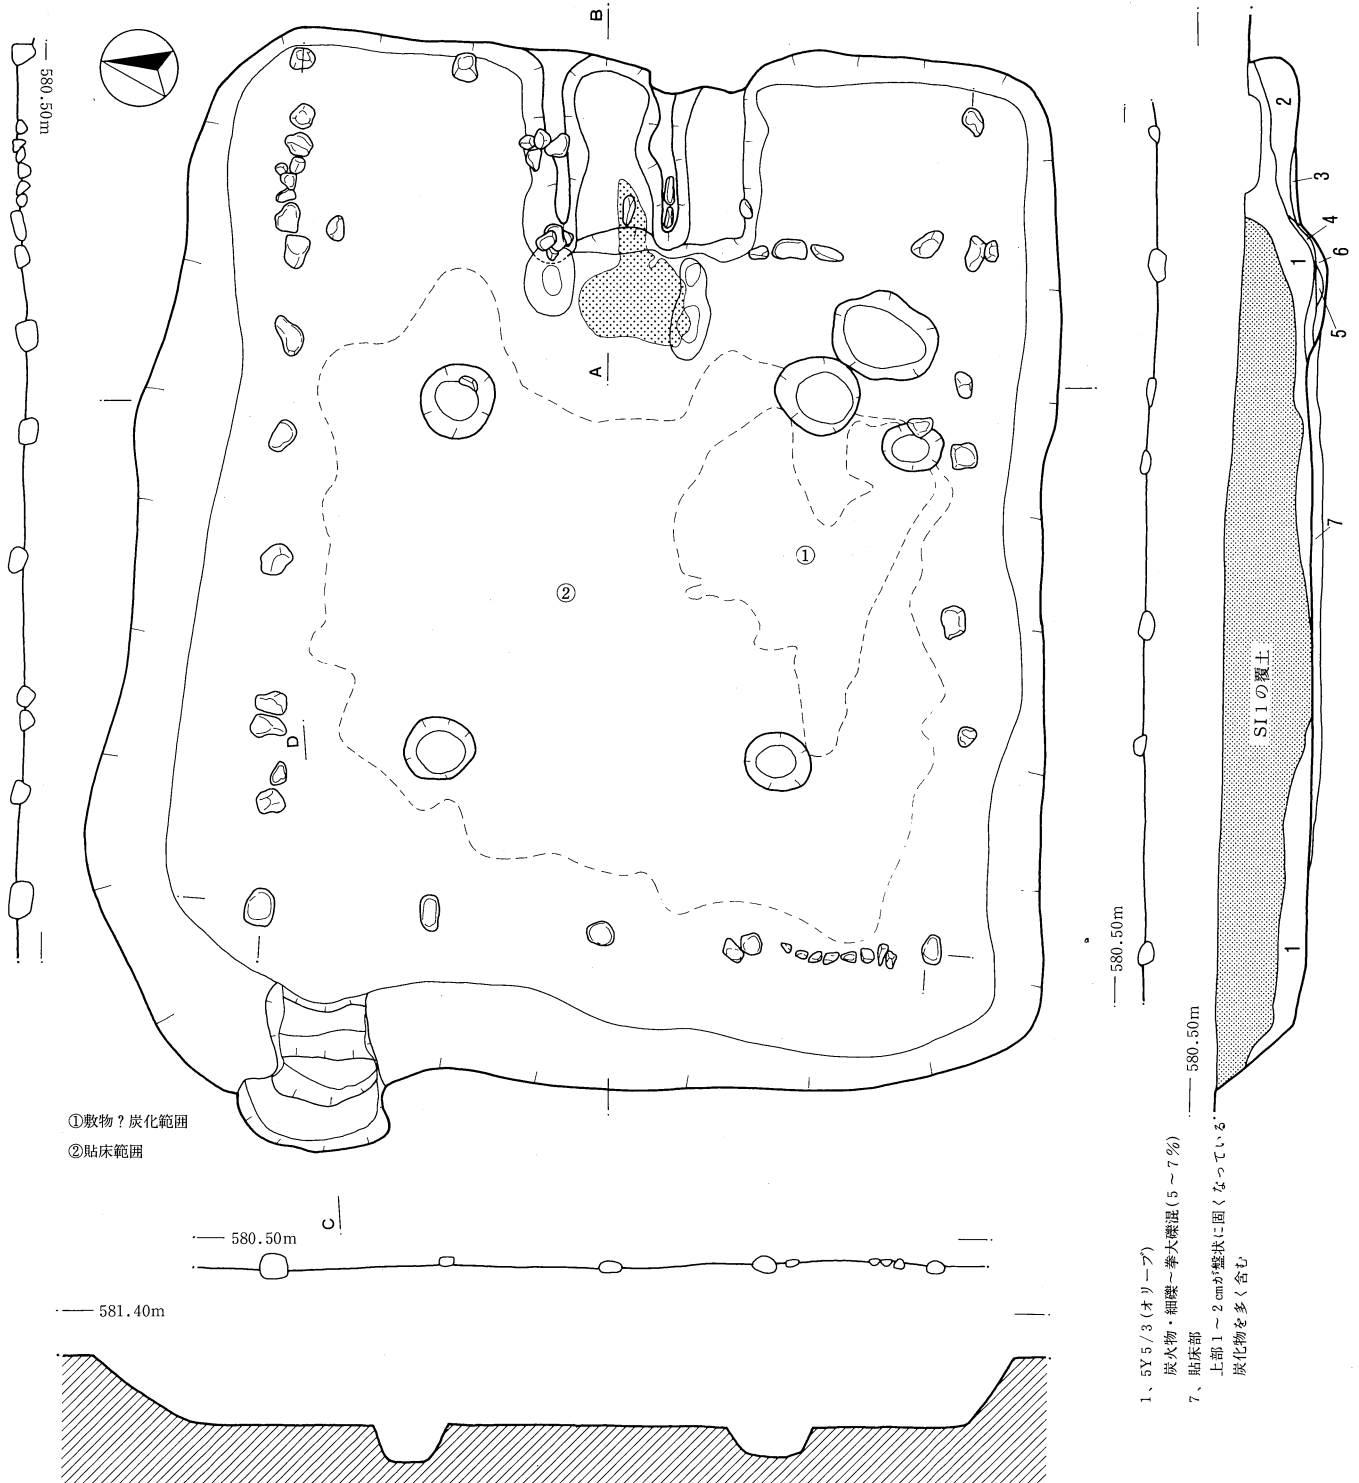 580.50m
B
A
①
②
D
C
①敷物？炭化範囲
②貼床範囲
580.50m
581.40m
580.50m
580.50m
SI1の覆土
1
2
3
4
6
1
5
7
1、5Y5/3(オリーブ)
炭火物・細礫～拳大礫混(5～7%)
7、貼床部
上部1～2cmが盤状に固くなっている
炭化物を多く含む